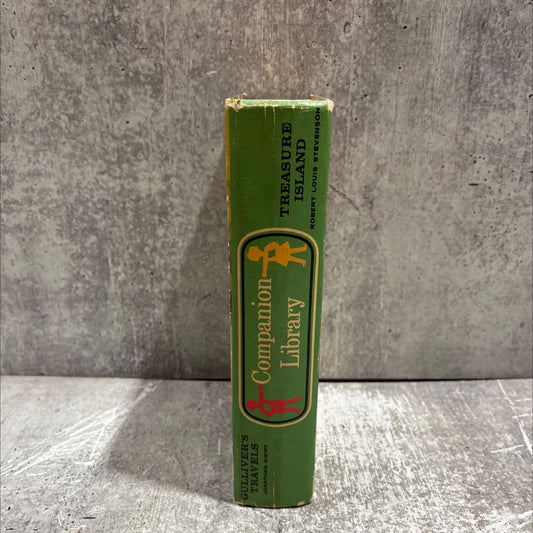 TREASURE
ISLAND
ROBERT LOUIS STEVENSON
Companion
Library
GULLIVER'S
TRAVELS
JONATHAN SWIFT